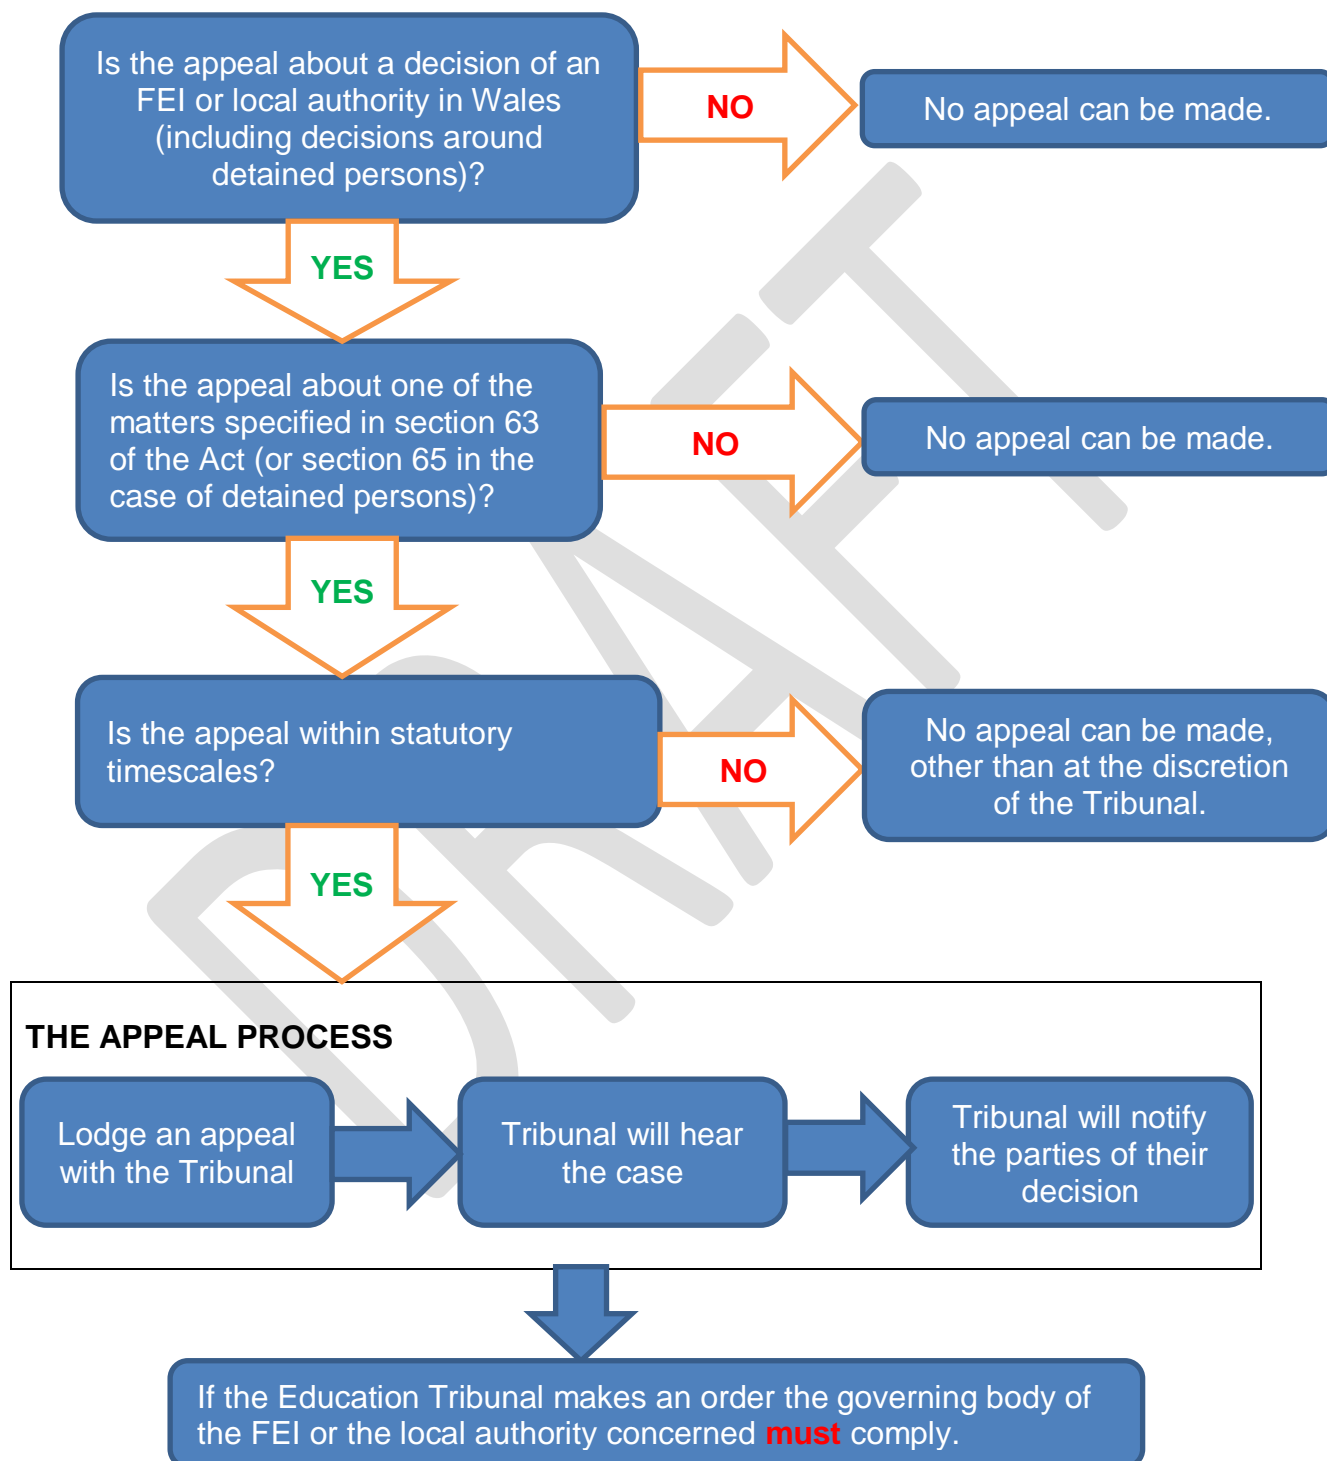 Is the appeal about a decision of an
FEI or local authority in Wales
(including decisions around
detained persons)?
NO
No appeal can be made.
YES
Is the appeal about one of the
matters specified in section 63
of the Act (or section 65 in the
case of detained persons)?
NO
No appeal can be made.
YES
Is the appeal within statutory
timescales?
NO
No appeal can be made,
other than at the discretion
of the Tribunal.
YES
DRAFT
THE APPEAL PROCESS
Lodge an appeal
with the Tribunal
Tribunal will hear
the case
Tribunal will notify
the parties of their
decision
If the Education Tribunal makes an order the governing body of
the FEI or the local authority concerned must comply.